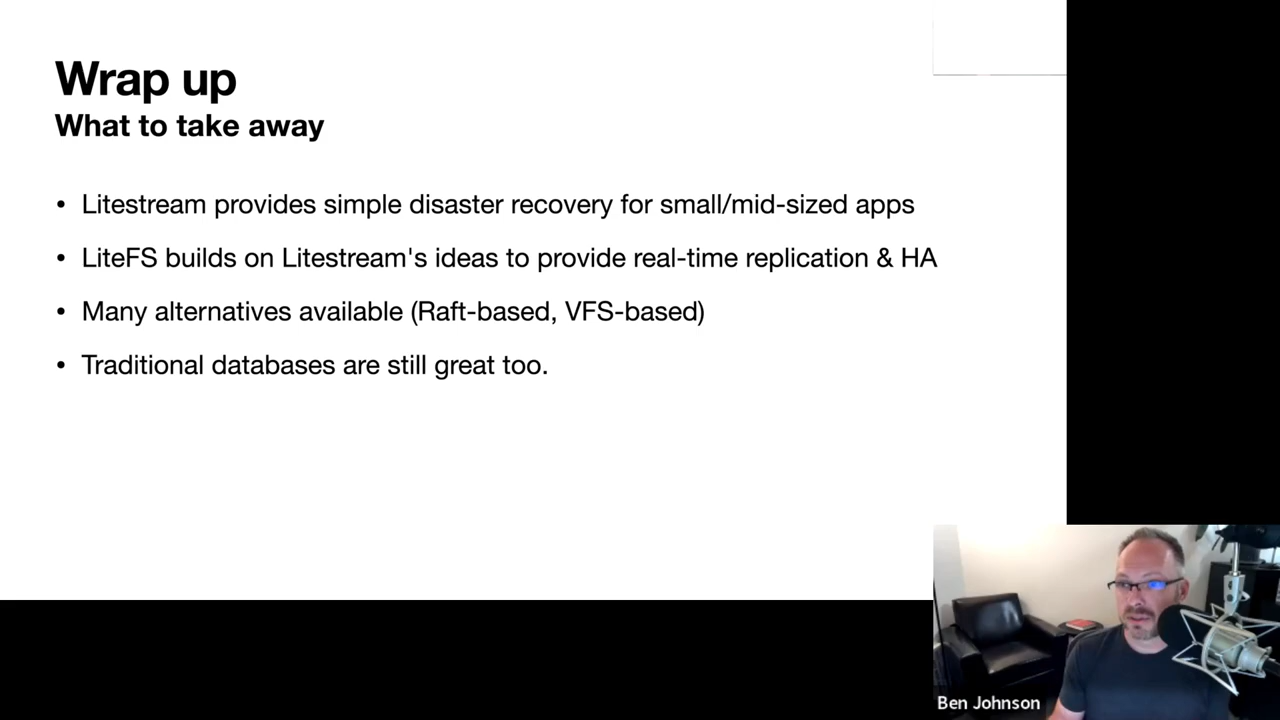 Wrap up
What to take away
• Litestream provides simple disaster recovery for small/mid-sized apps
• LiteFS builds on Litestream's ideas to provide real-time replication & HA
• Many alternatives available (Raft-based, VFS-based)
• Traditional databases are still great too.
Ben Johnson